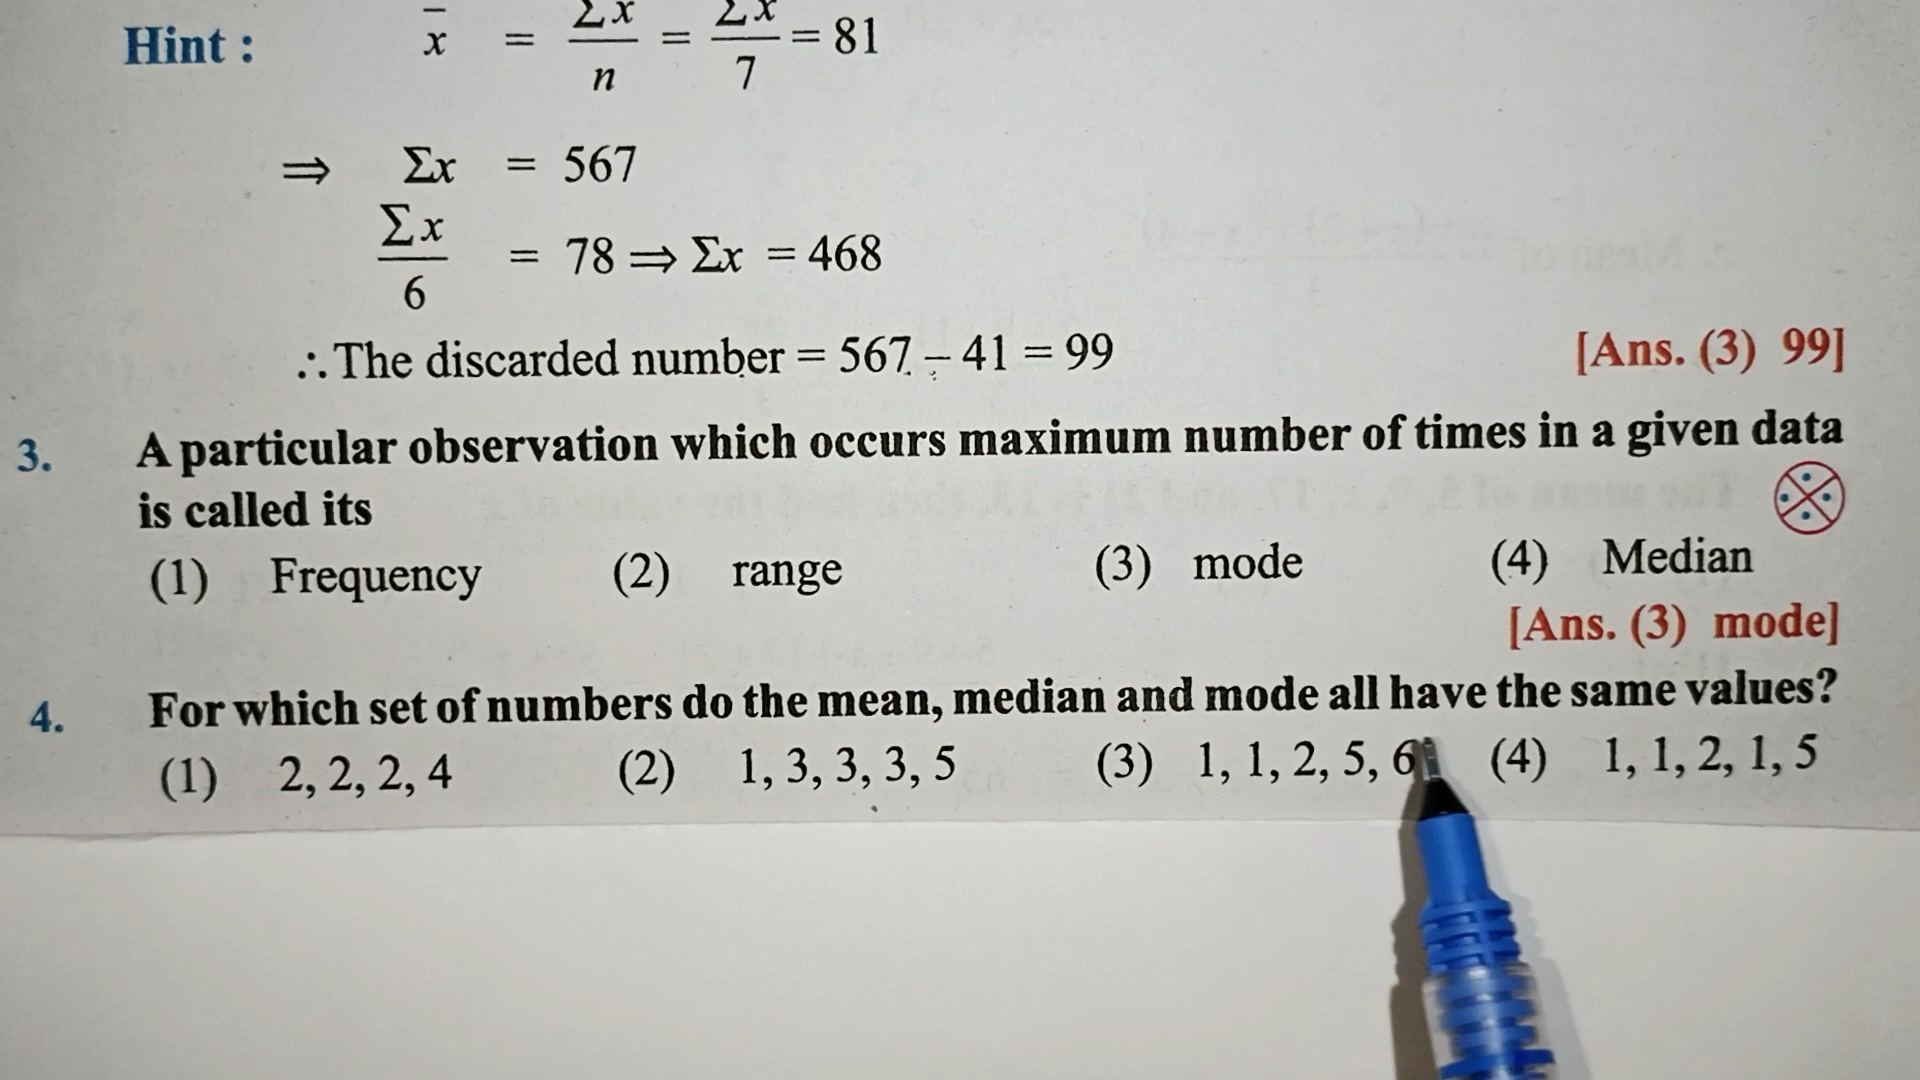 Hint : x̄ = Σx/n = Σx/7 = 81
⇒ Σx = 567
Σx/6 = 78 ⇒ Σx = 468
∴ The discarded number = 567 – 41 = 99 [Ans. (3) 99]
3. A particular observation which occurs maximum number of times in a given data
is called its
(1) Frequency (2) range (3) mode (4) Median
[Ans. (3) mode]
4. For which set of numbers do the mean, median and mode all have the same values?
(1) 2, 2, 2, 4 (2) 1, 3, 3, 3, 5 (3) 1, 1, 2, 5, 6 (4) 1, 1, 2, 1, 5